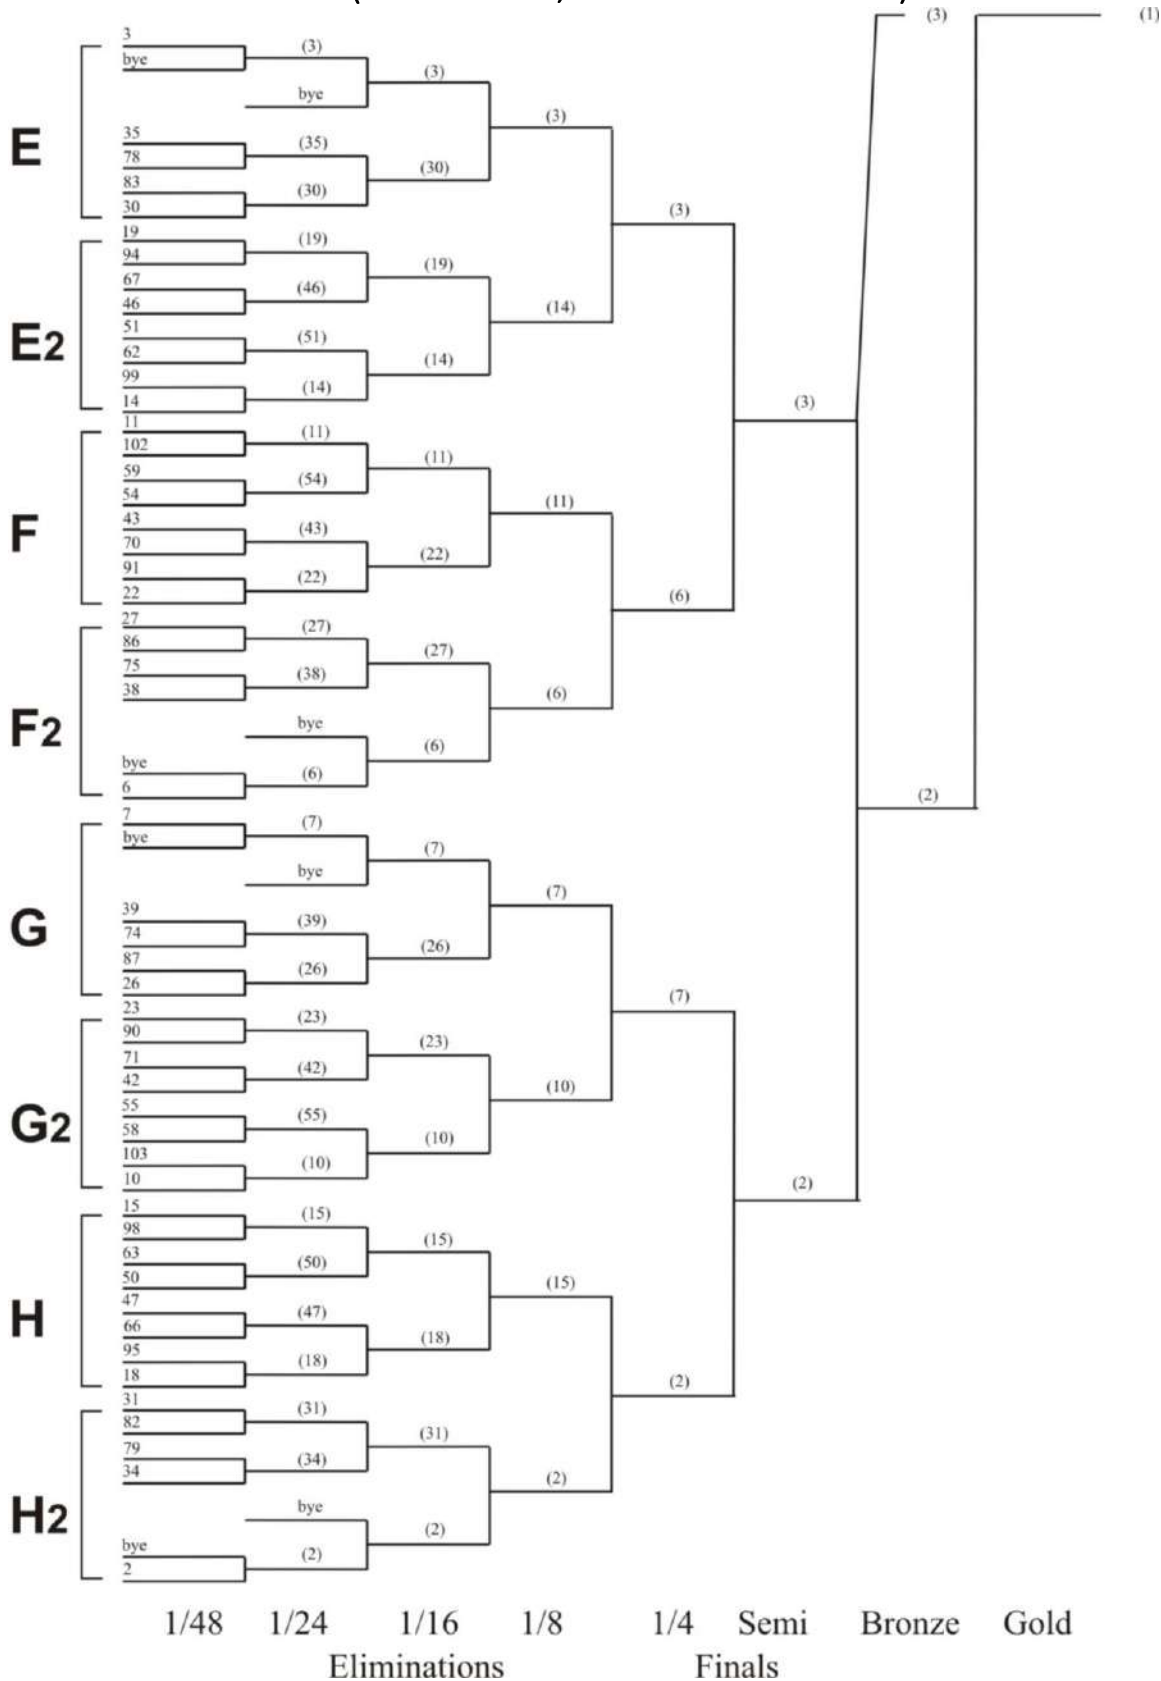 (3) (1)
3 (3)
bye (3)
bye (3)
E
35 (35)
78 (30)
83 (30)
30 (3)
19 (19)
94 (19)
67 (46)
46 (14)
E2
51 (51)
62 (14)
99 (14)
14 (3)
11 (11)
102 (11)
59 (54)
54 (11)
F
43 (43)
70 (22)
91 (22)
22 (6)
27 (27)
86 (27)
75 (38)
38 (6)
F2
bye (6)
bye (6)
6 (2)
7 (7)
bye (7)
bye (7)
G
39 (39)
74 (26)
87 (26)
26 (7)
23 (23)
90 (23)
71 (42)
42 (10)
G2
55 (55)
58 (10)
103 (10)
10 (2)
15 (15)
98 (15)
63 (50)
50 (15)
H
47 (47)
66 (18)
95 (18)
18 (2)
31 (31)
82 (31)
79 (34)
34 (2)
H2
bye (2)
bye (2)
2
1/48 1/24 1/16 1/8 1/4 Semi Bronze Gold
Eliminations Finals